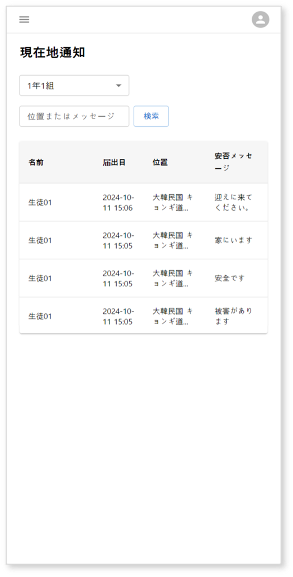 現在地通知
1年1組
位置またはメッセージ 検索
名前 届出日 位置 安否メッセージ
生徒01 2024-10-11 15:06 大韓民国 キョンギ道... 迎えに来てください。
生徒01 2024-10-11 15:05 大韓民国 キョンギ道... 家にいます
生徒01 2024-10-11 15:05 大韓民国 キョンギ道... 安全です
生徒01 2024-10-11 15:05 大韓民国 キョンギ道... 被害があります